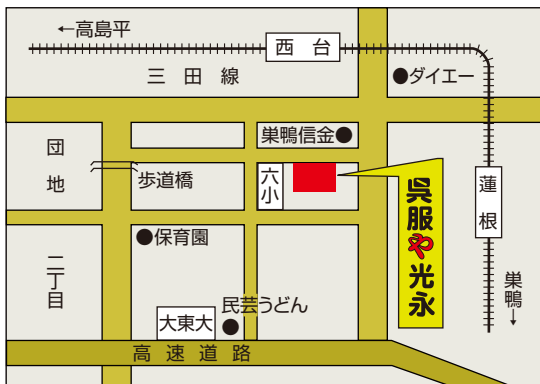 ←高島平
西台
三田線
●ダイエー
巣鴨信金●
団地
歩道橋
六小
呉服や光永
蓮根
●保育園
二丁目
民芸うどん
●
大東大
巣鴨→
高速道路